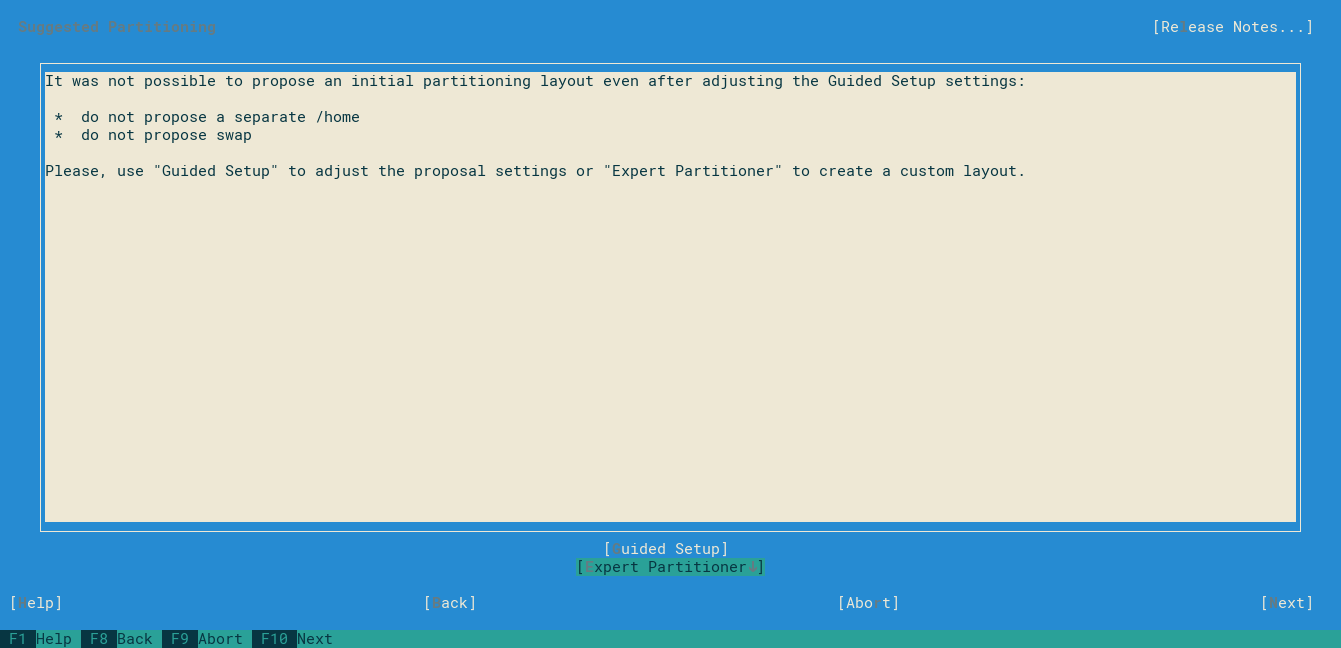 Suggested Partitioning
[Release Notes...]
It was not possible to propose an initial partitioning layout even after adjusting the Guided Setup settings:
* do not propose a separate /home
* do not propose swap
Please, use "Guided Setup" to adjust the proposal settings or "Expert Partitioner" to create a custom layout.
[Guided Setup]
[Expert Partitioner↓]
[Help] [Back] [Abort] [Next]
F1 Help F8 Back F9 Abort F10 Next